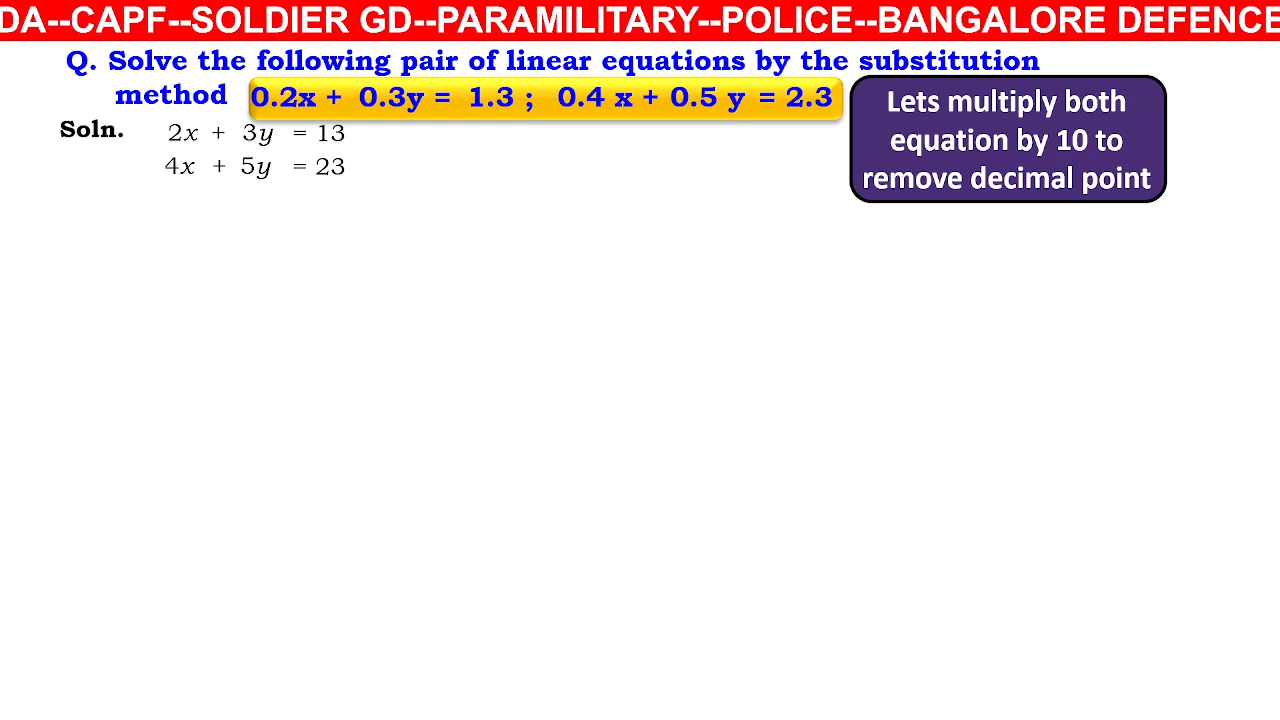 DA--CAPF--SOLDIER GD--PARAMILITARY--POLICE--BANGALORE DEFENCE
Q. Solve the following pair of linear equations by the substitution
method 0.2x + 0.3y = 1.3 ; 0.4 x + 0.5 y = 2.3
Lets multiply both
equation by 10 to
remove decimal point
Soln. 2x + 3y = 13
4x + 5y = 23